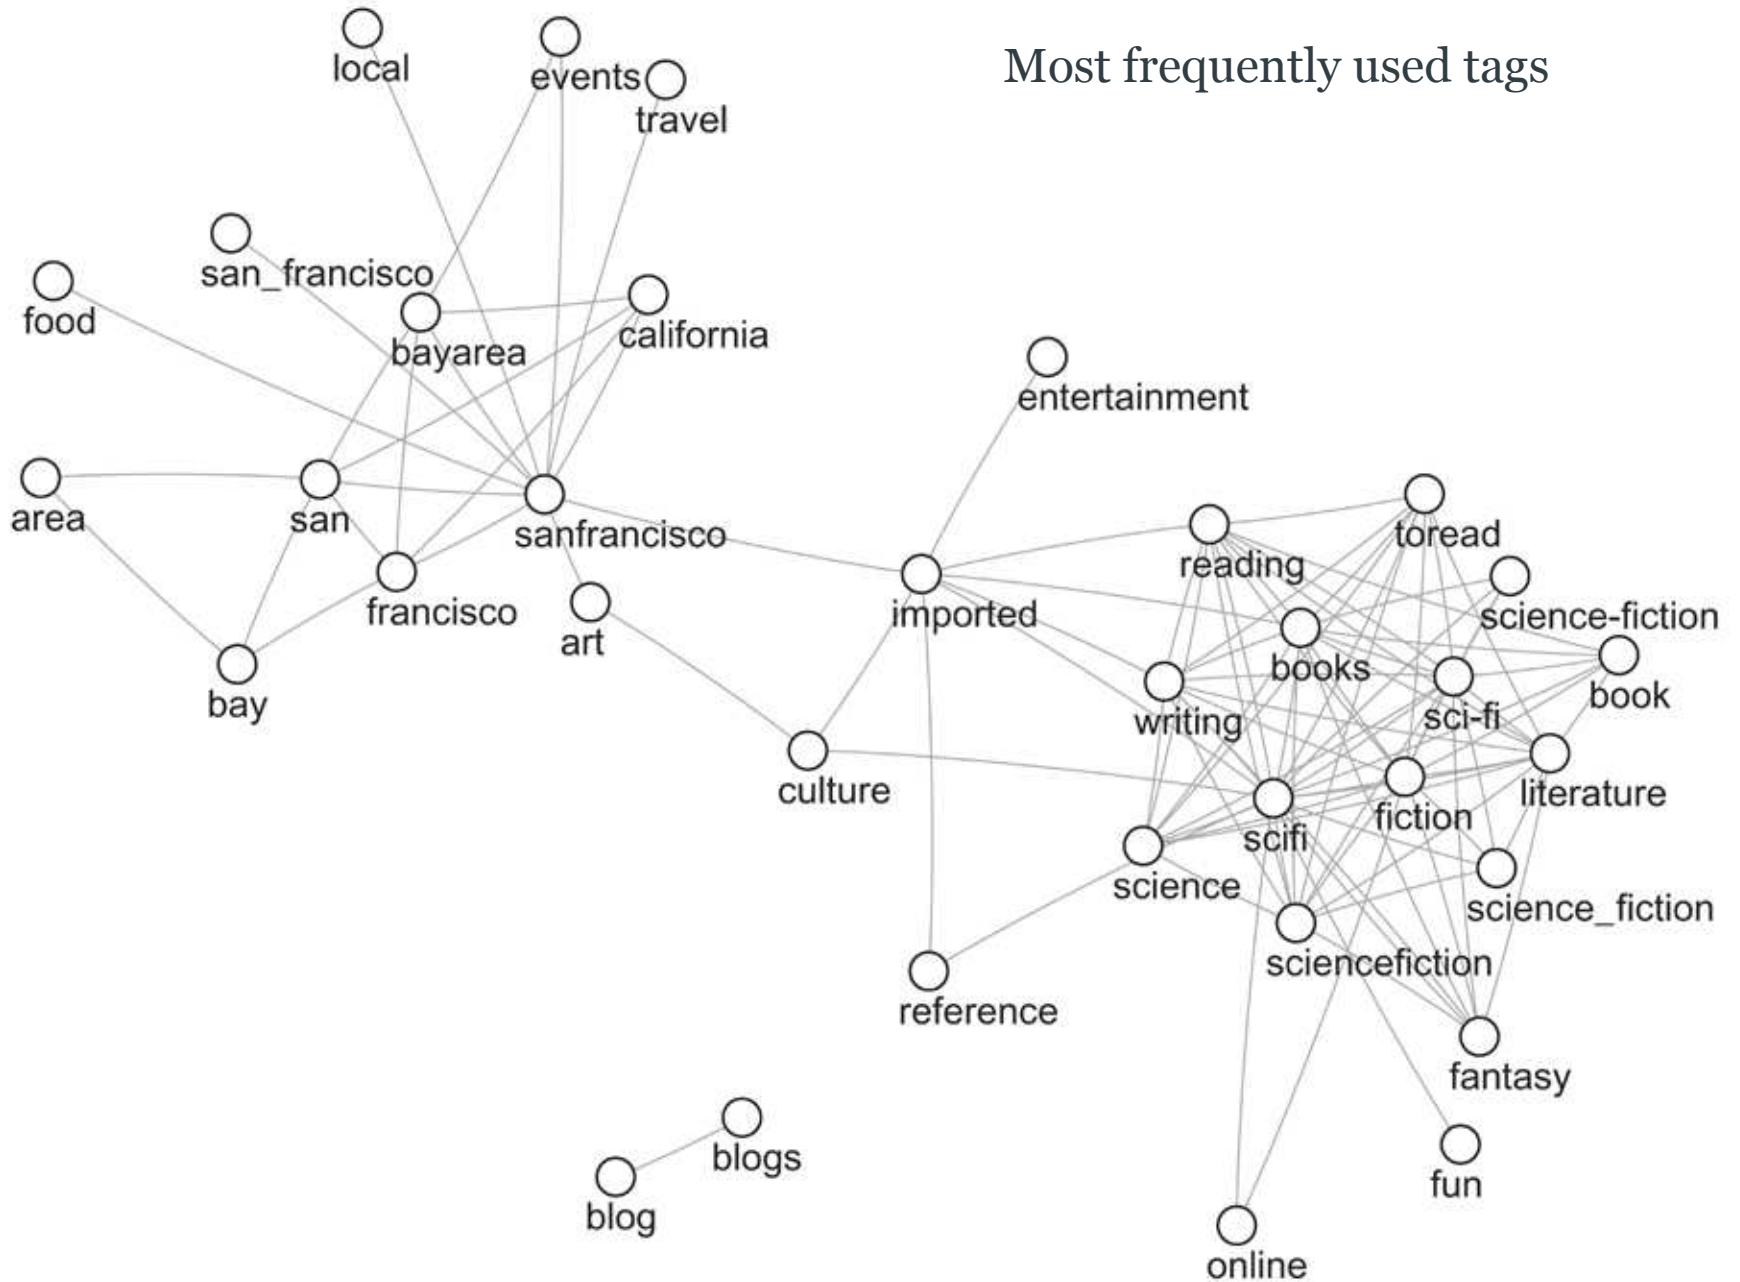 Most frequently used tags
local
events
travel
san_francisco
food
bayarea
california
entertainment
area
san
sanfrancisco
toread
reading
francisco
imported
science-fiction
art
books
book
bay
writing
sci-fi
culture
literature
fiction
scifi
science
science_fiction
sciencefiction
reference
fantasy
blogs
fun
blog
online